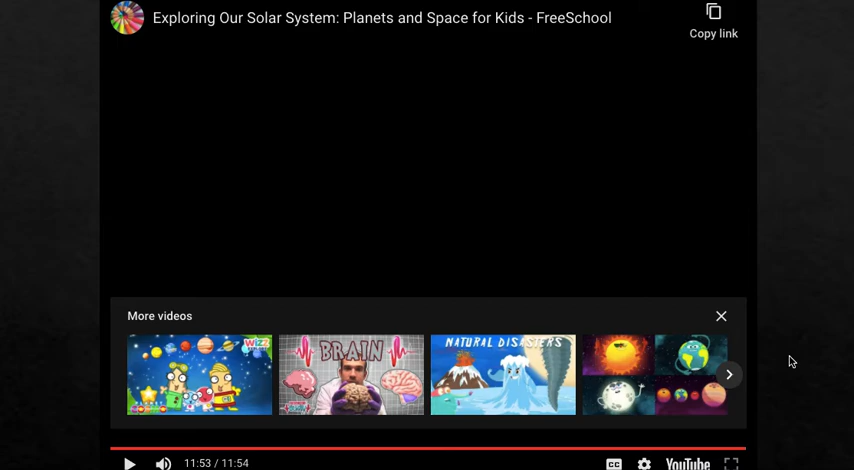 Exploring Our Solar System: Planets and Space for Kids - FreeSchool
Copy link
More videos
WIZZ
BRAIN
NATURAL DISASTERS
11:53 / 11:54
CC
YouTube